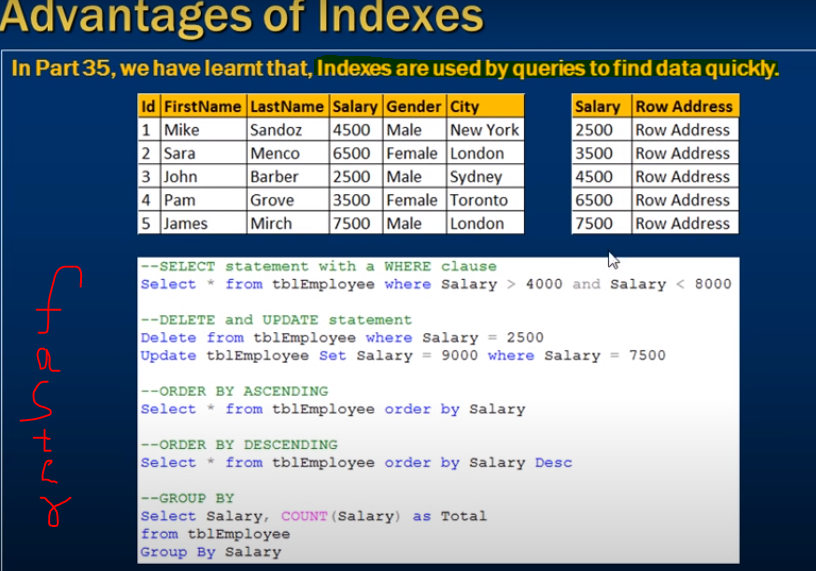 Advantages of Indexes
In Part 35, we have learnt that, Indexes are used by queries to find data quickly.
Id FirstName LastName Salary Gender City
1 Mike Sandoz 4500 Male New York
2 Sara Menco 6500 Female London
3 John Barber 2500 Male Sydney
4 Pam Grove 3500 Female Toronto
5 James Mirch 7500 Male London
Salary Row Address
2500 Row Address
3500 Row Address
4500 Row Address
6500 Row Address
7500 Row Address
faster
--SELECT statement with a WHERE clause
Select * from tblEmployee where Salary > 4000 and Salary < 8000
--DELETE and UPDATE statement
Delete from tblEmployee where Salary = 2500
Update tblEmployee Set Salary = 9000 where Salary = 7500
--ORDER BY ASCENDING
Select * from tblEmployee order by Salary
--ORDER BY DESCENDING
Select * from tblEmployee order by Salary Desc
--GROUP BY
Select Salary, COUNT(Salary) as Total
from tblEmployee
Group By Salary